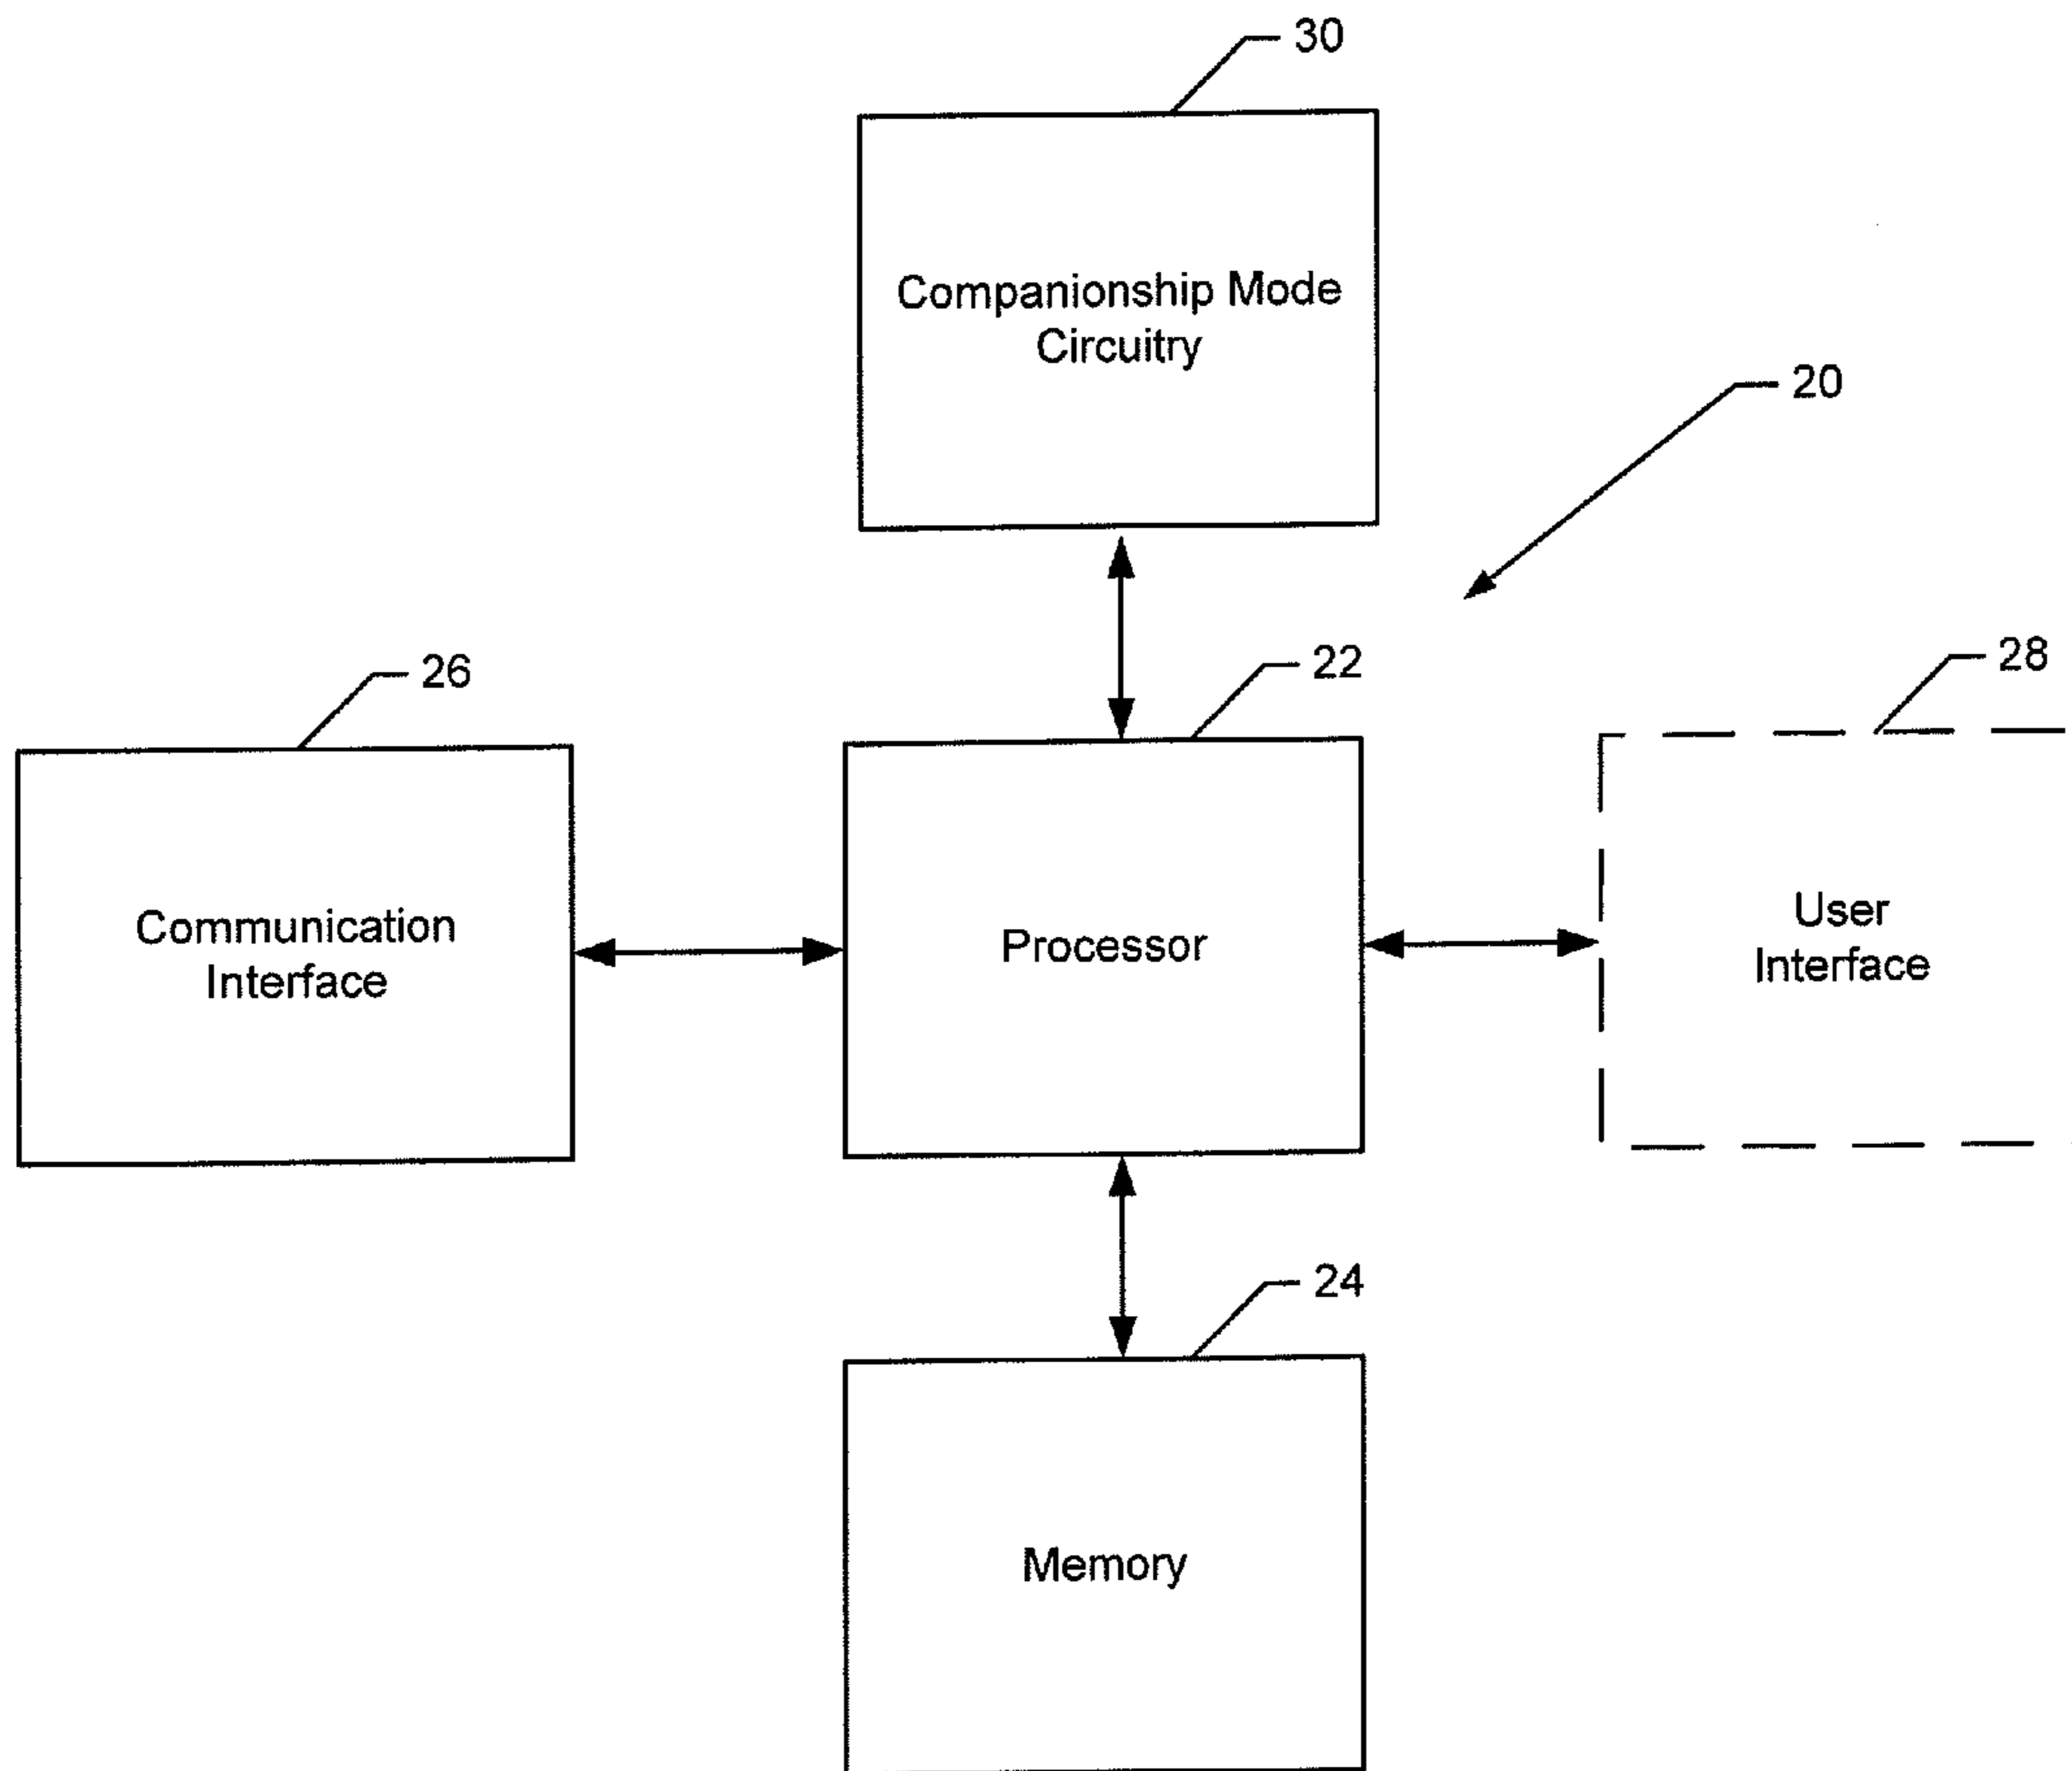 30
Companionship Mode
Circuitry
20
26
22
28
Communication
Interface
Processor
User
Interface
24
Memory